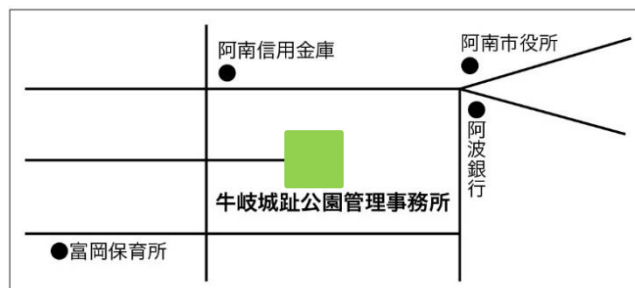 阿南信用金庫
阿南市役所
阿波銀行
牛岐城趾公園管理事務所
富岡保育所